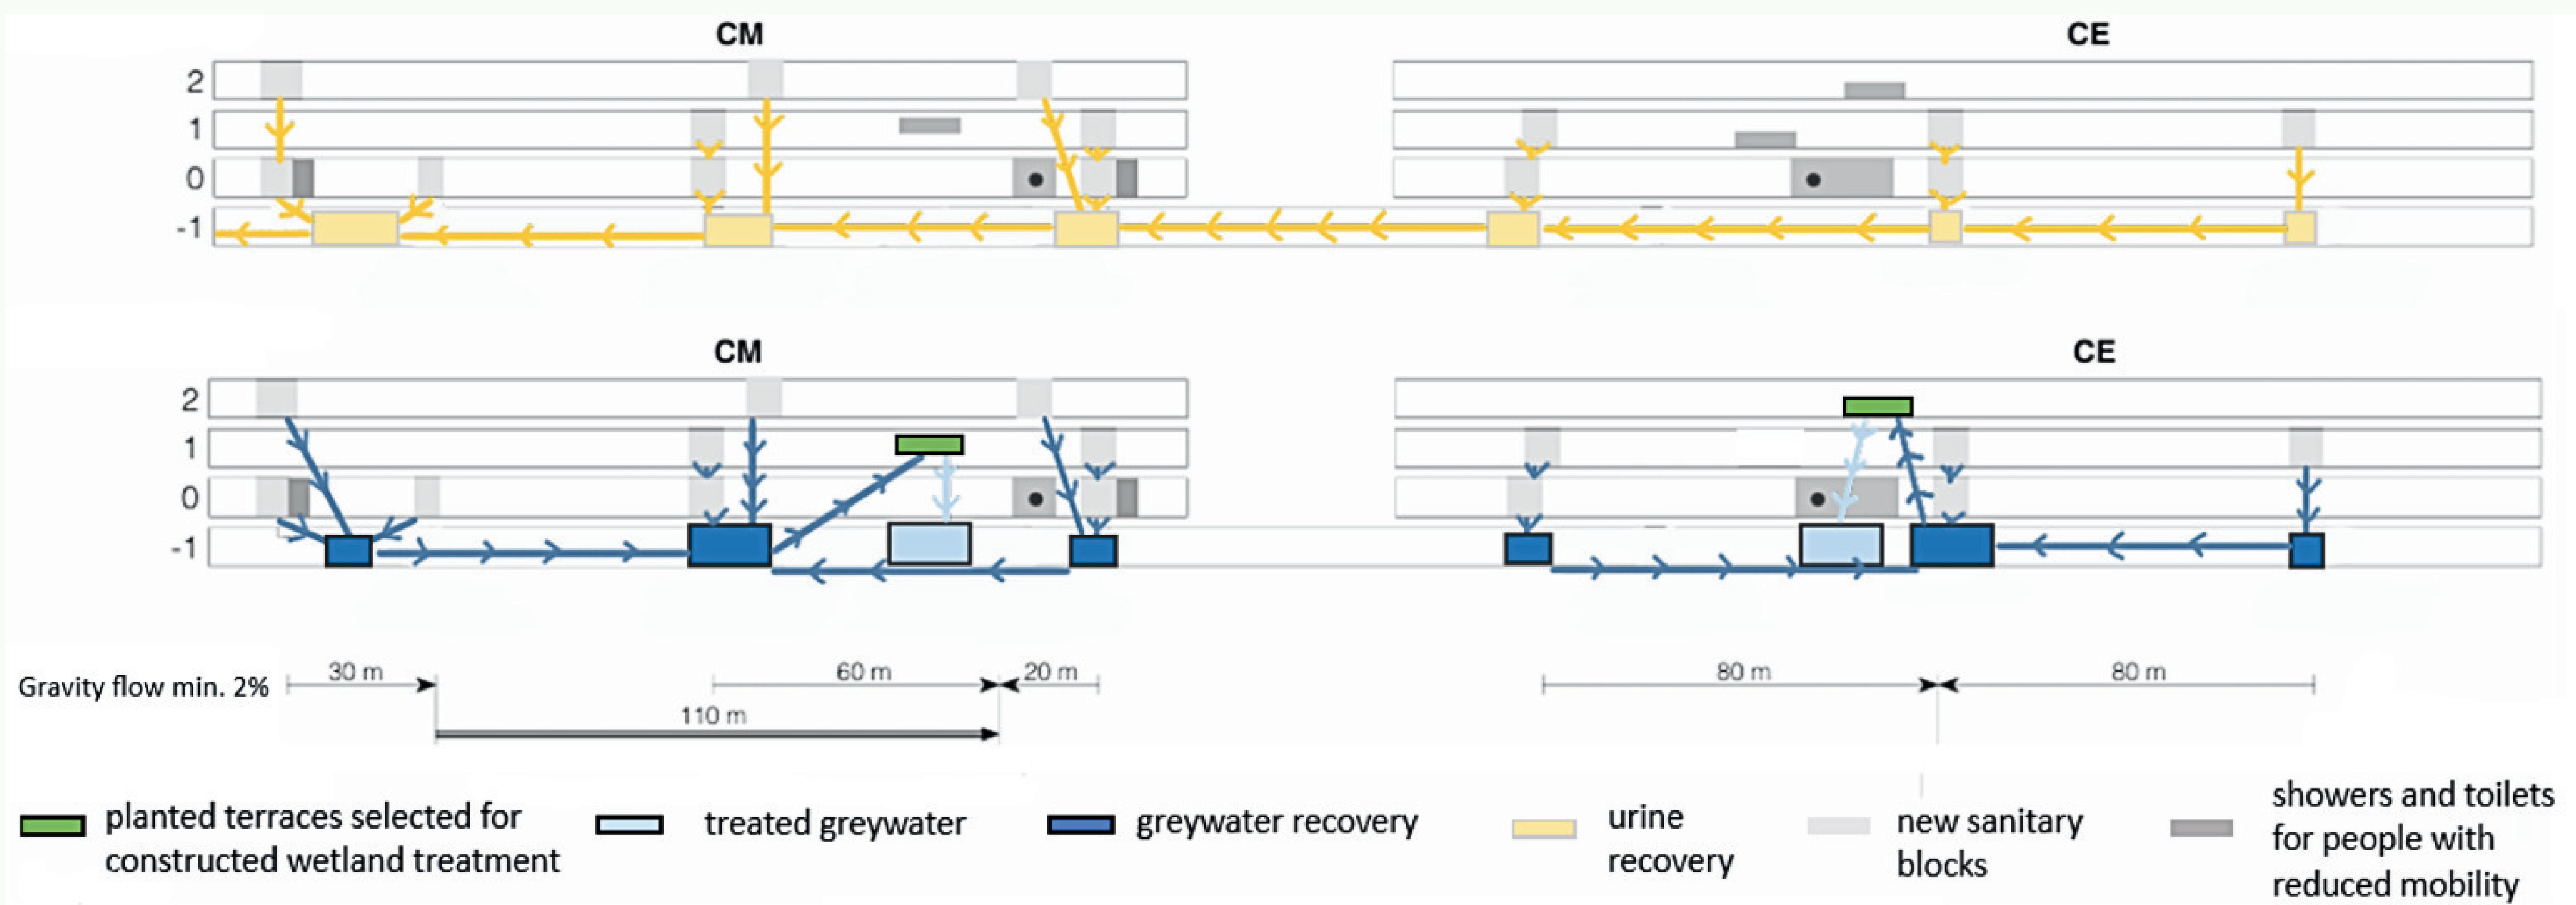 CM
CE
2
1
0
-1
CM
CE
2
1
0
-1
Gravity flow min. 2%
30 m
60 m
20 m
80 m
80 m
110 m
planted terraces selected for
constructed wetland treatment
treated greywater
greywater recovery
urine
recovery
new sanitary
blocks
showers and toilets
for people with
reduced mobility